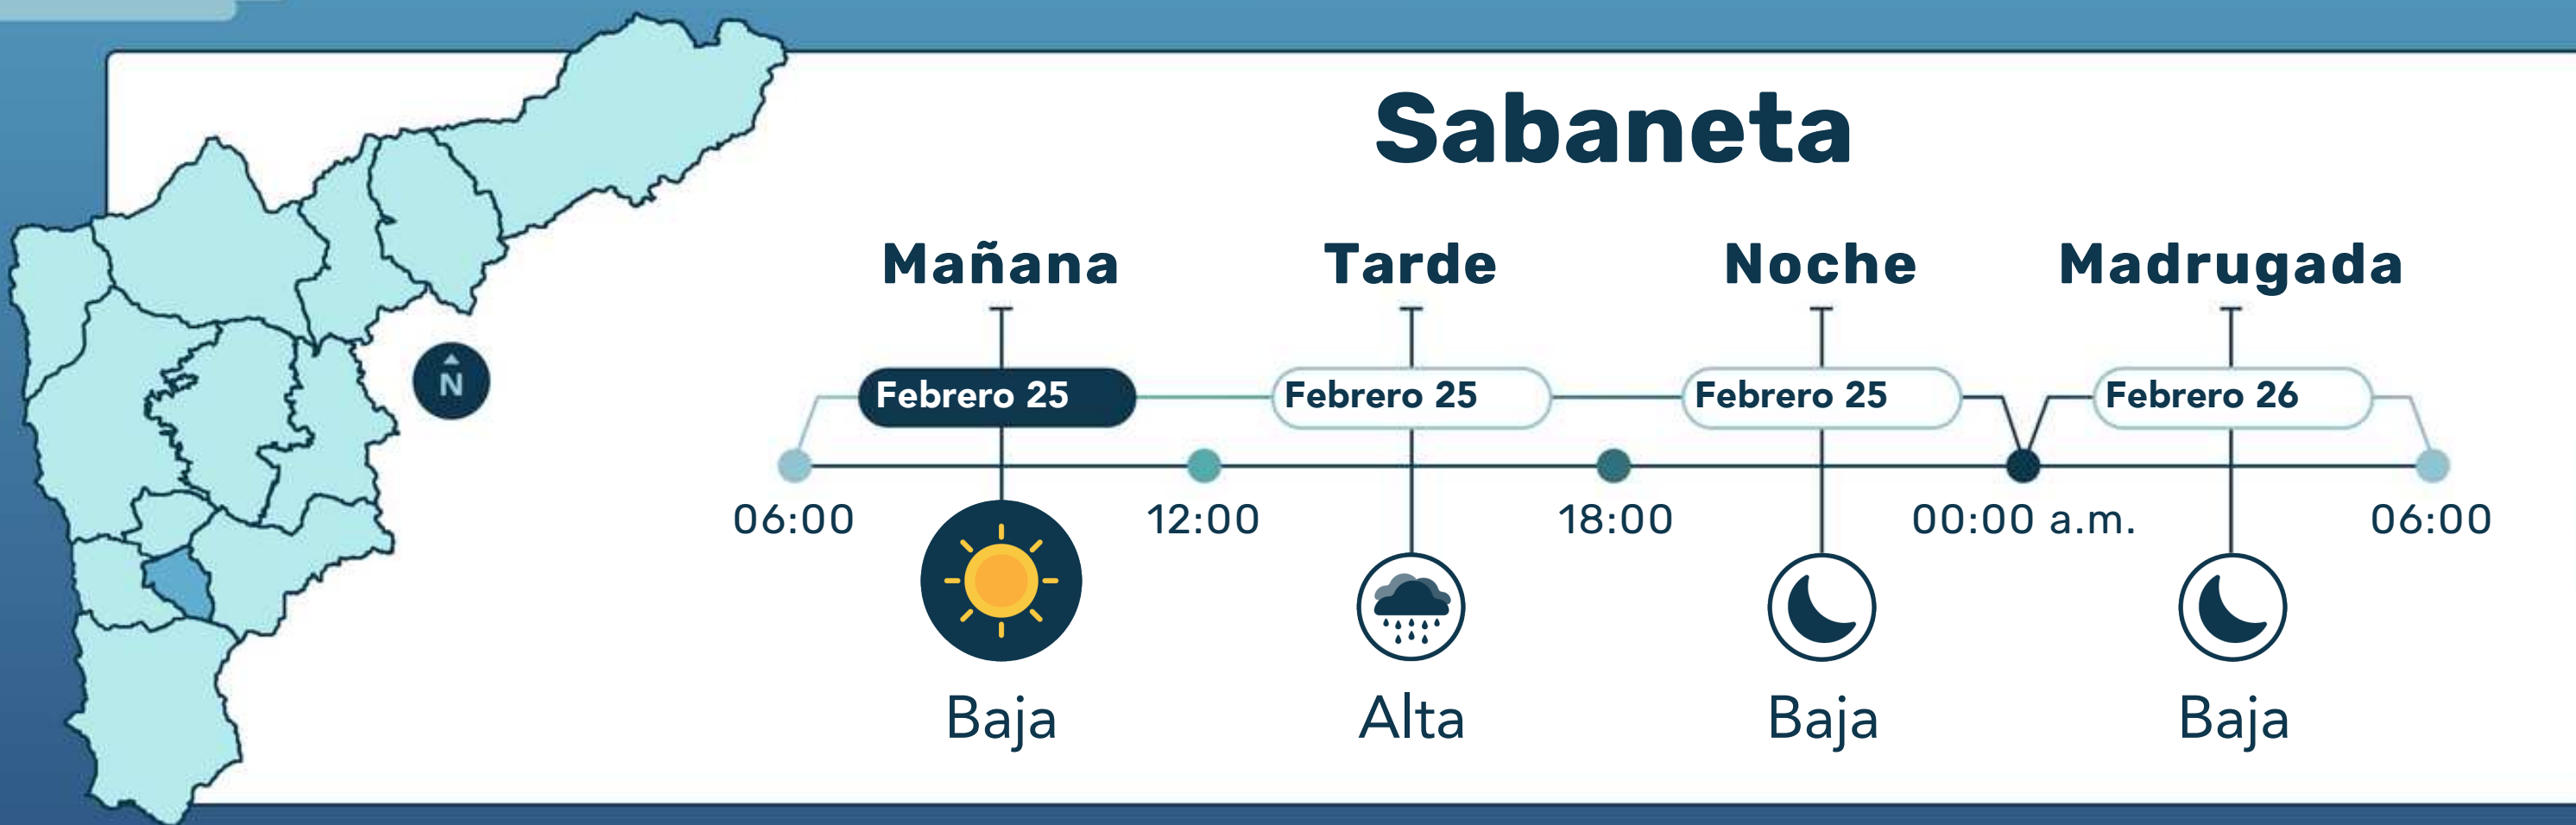 Sabaneta
Mañana Tarde Noche Madrugada
Febrero 25 Febrero 25 Febrero 25 Febrero 26
N
06:00 12:00 18:00 00:00 a.m. 06:00
Baja Alta Baja Baja